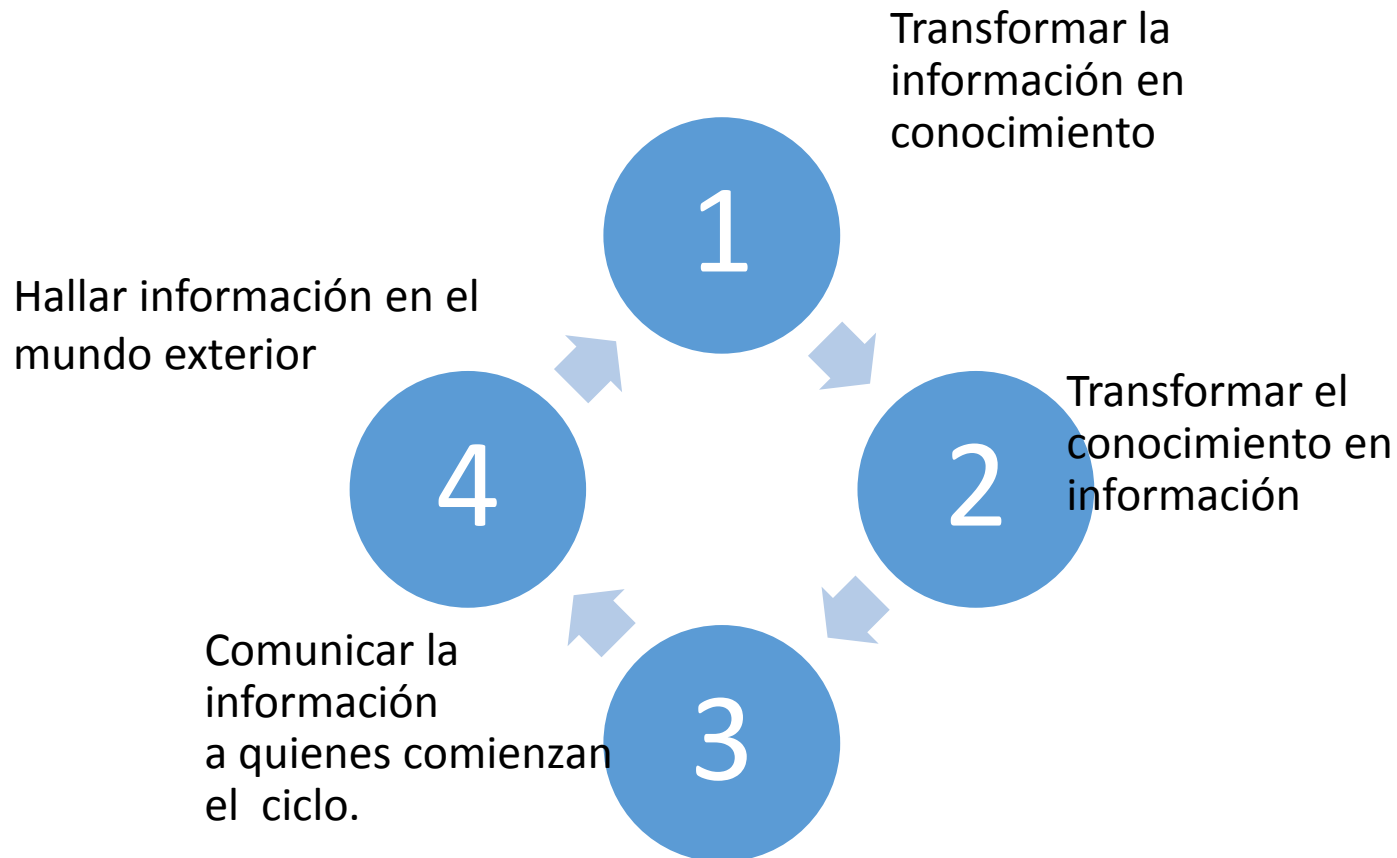 Transformar la
información en
conocimiento
1
Hallar información en el
mundo exterior
Transformar el
conocimiento en
información
2
4
Comunicar la
información
a quienes comienzan
el  ciclo.
3